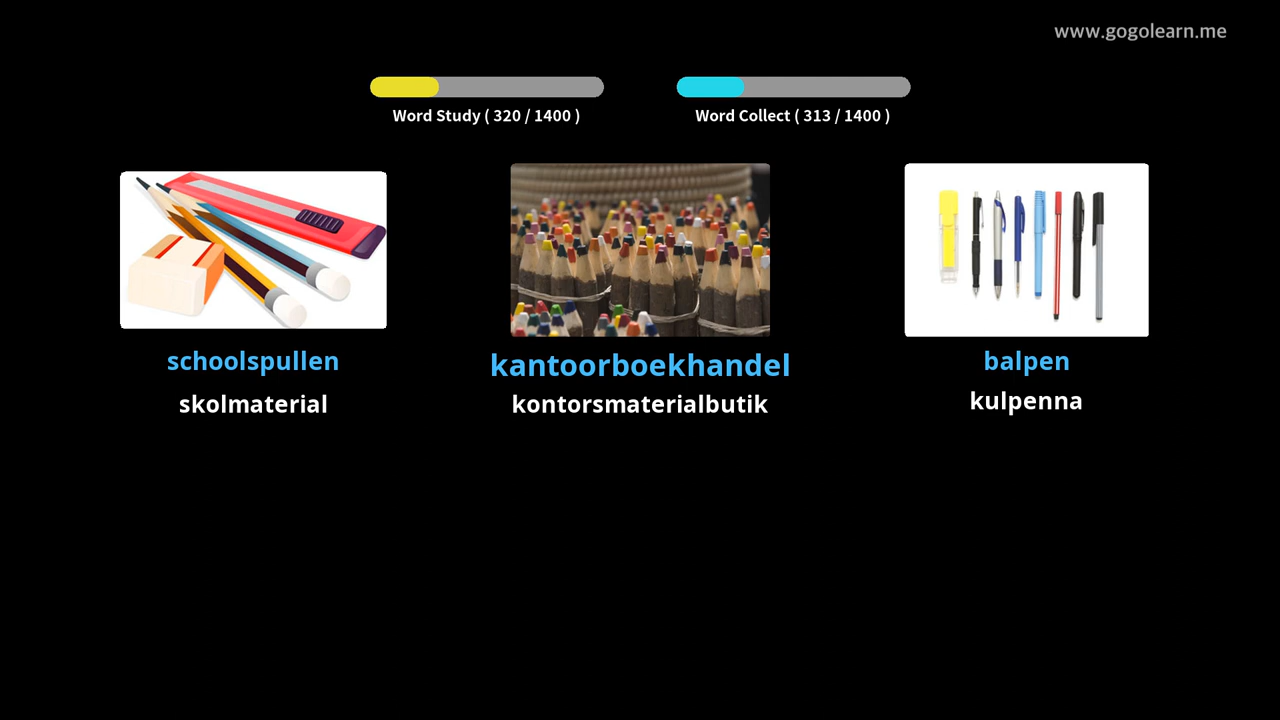 www.gogolearn.me
Word Study ( 320 / 1400 )
Word Collect ( 313 / 1400 )
schoolspullen
kantoorboekhandel
balpen
skolmaterial
kontorsmaterialbutik
kulpenna